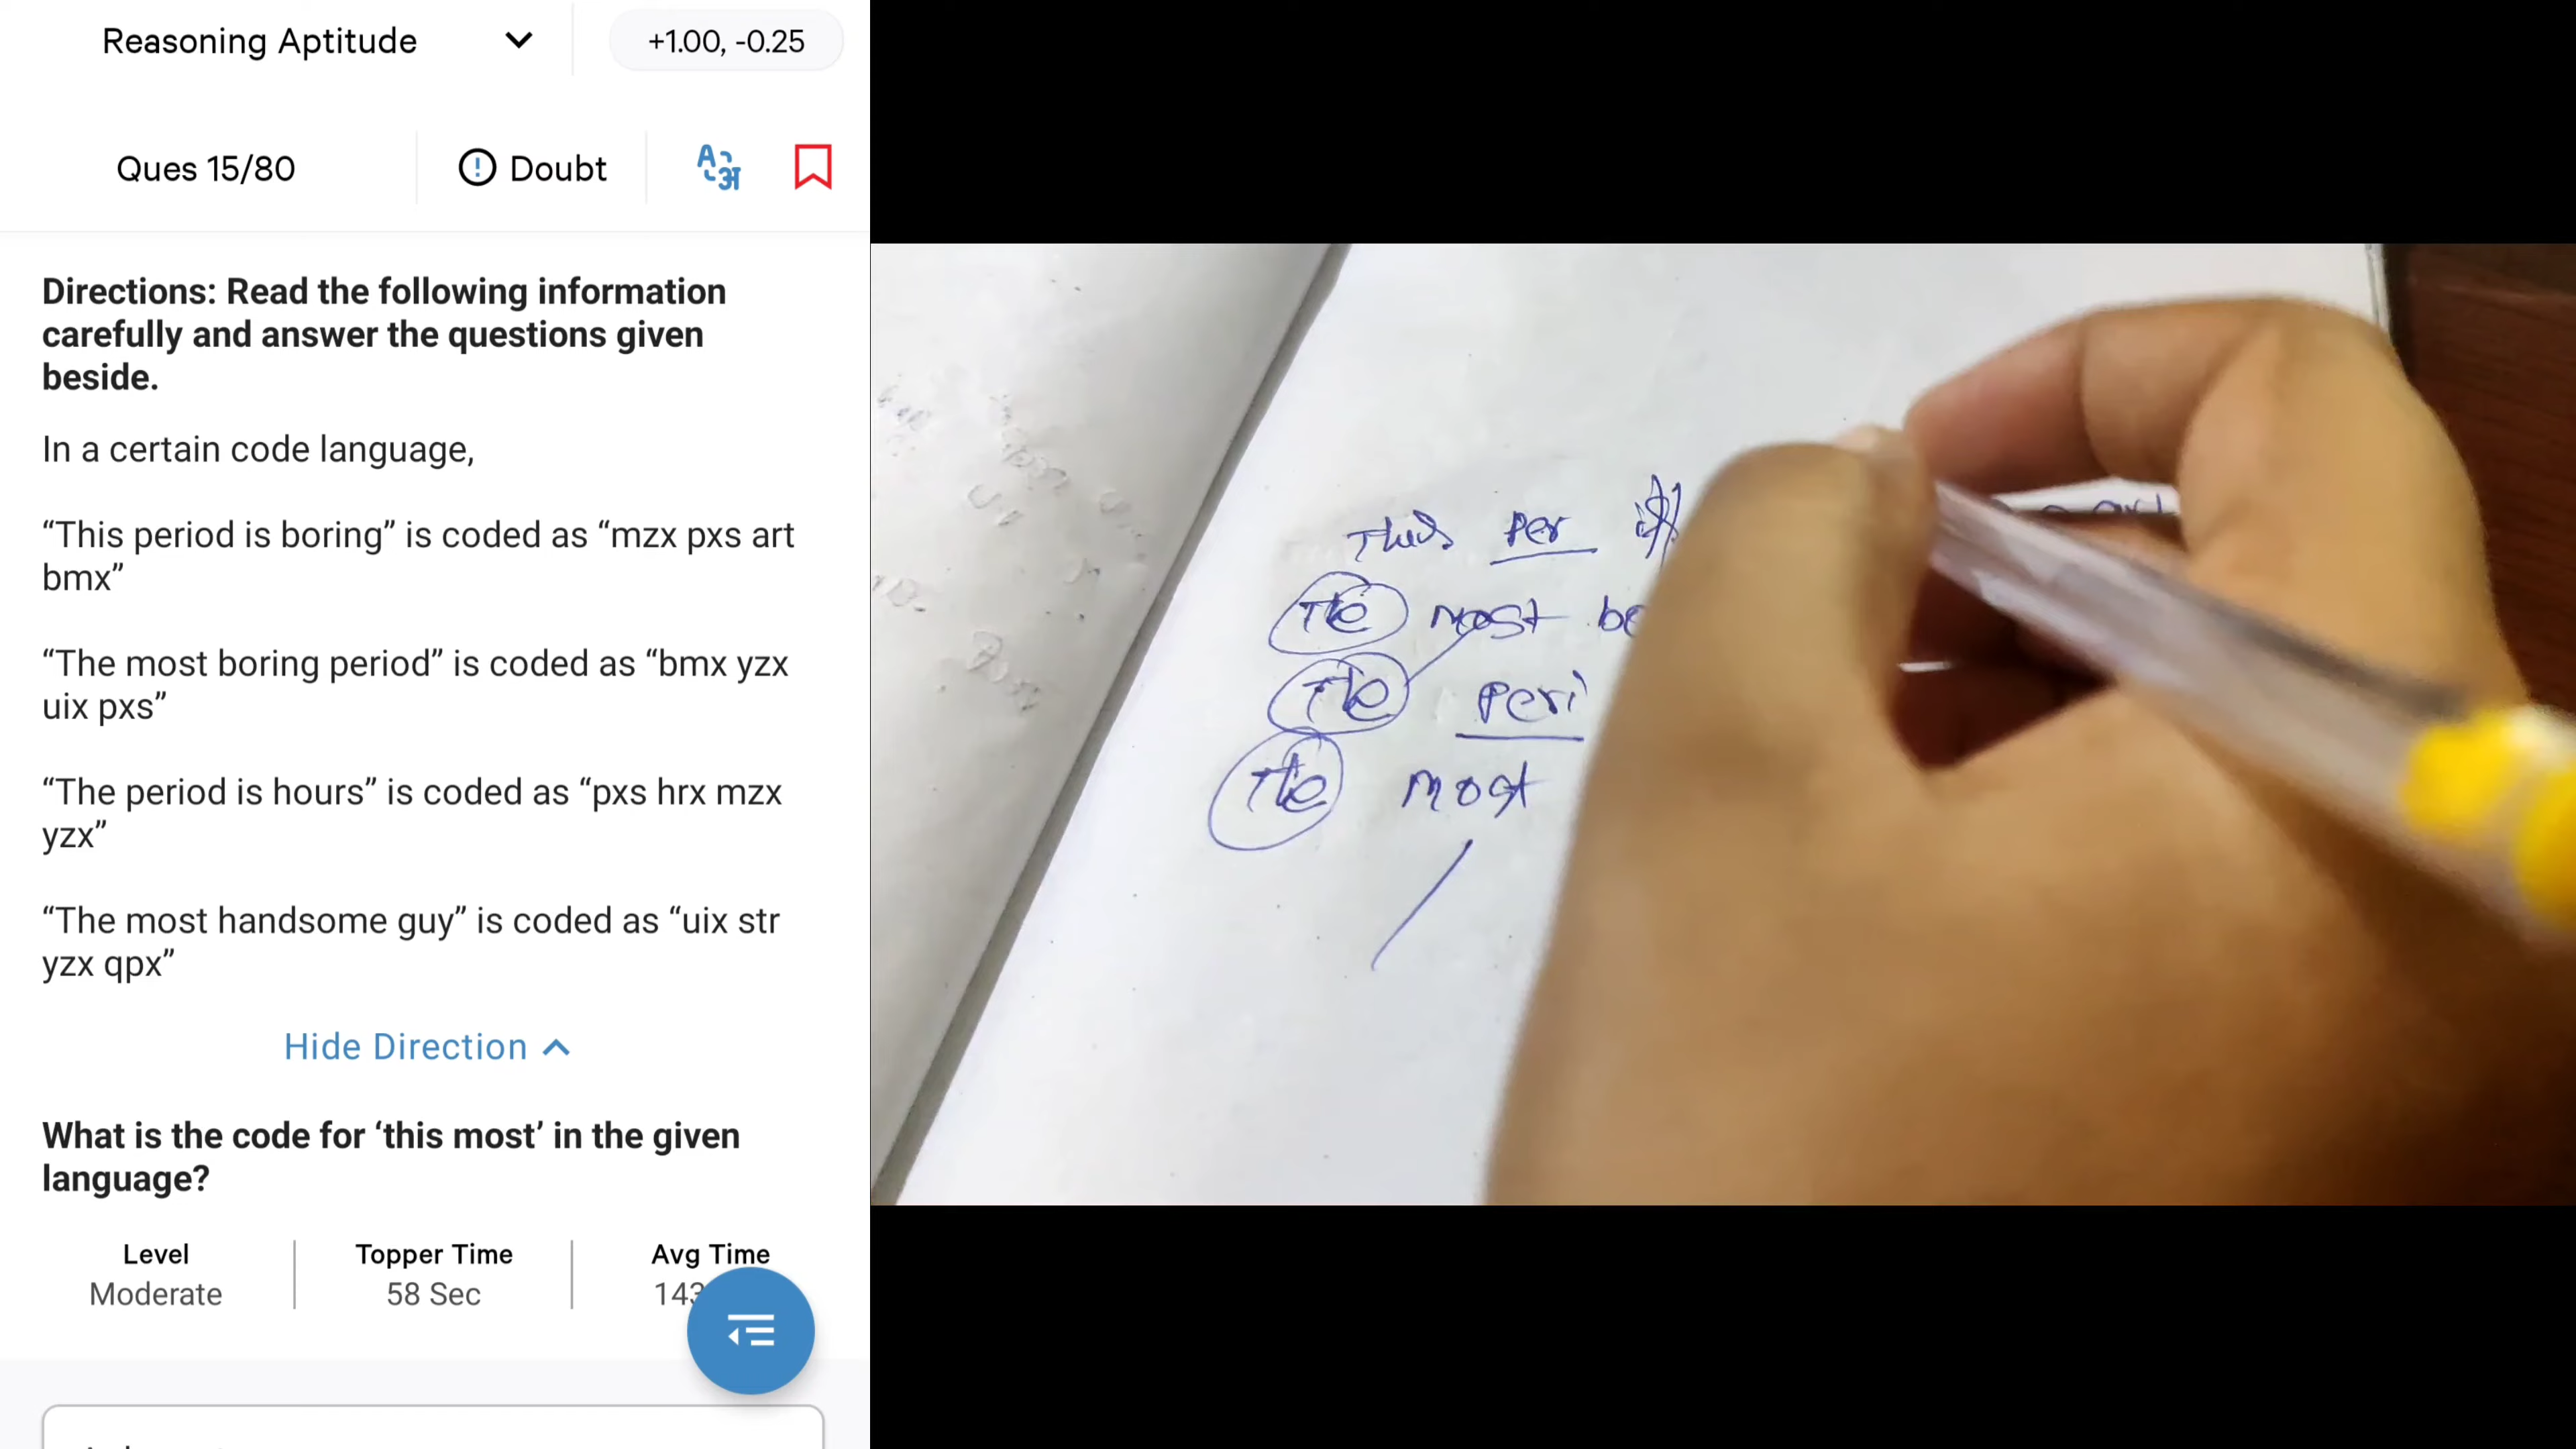 Reasoning Aptitude
+1.00, -0.25
Ques 15/80
Doubt
Directions: Read the following information
carefully and answer the questions given
beside.
In a certain code language,
“This period is boring” is coded as “mzx pxs art
bmx”
“The most boring period” is coded as “bmx yzx
uix pxs”
“The period is hours” is coded as “pxs hrx mzx
yzx”
“The most handsome guy” is coded as “uix str
yzx qpx”
Hide Direction
What is the code for ‘this most’ in the given
language?
Level
Moderate
Topper Time
58 Sec
Avg Time
143
This Per
The most
The Peri
The most